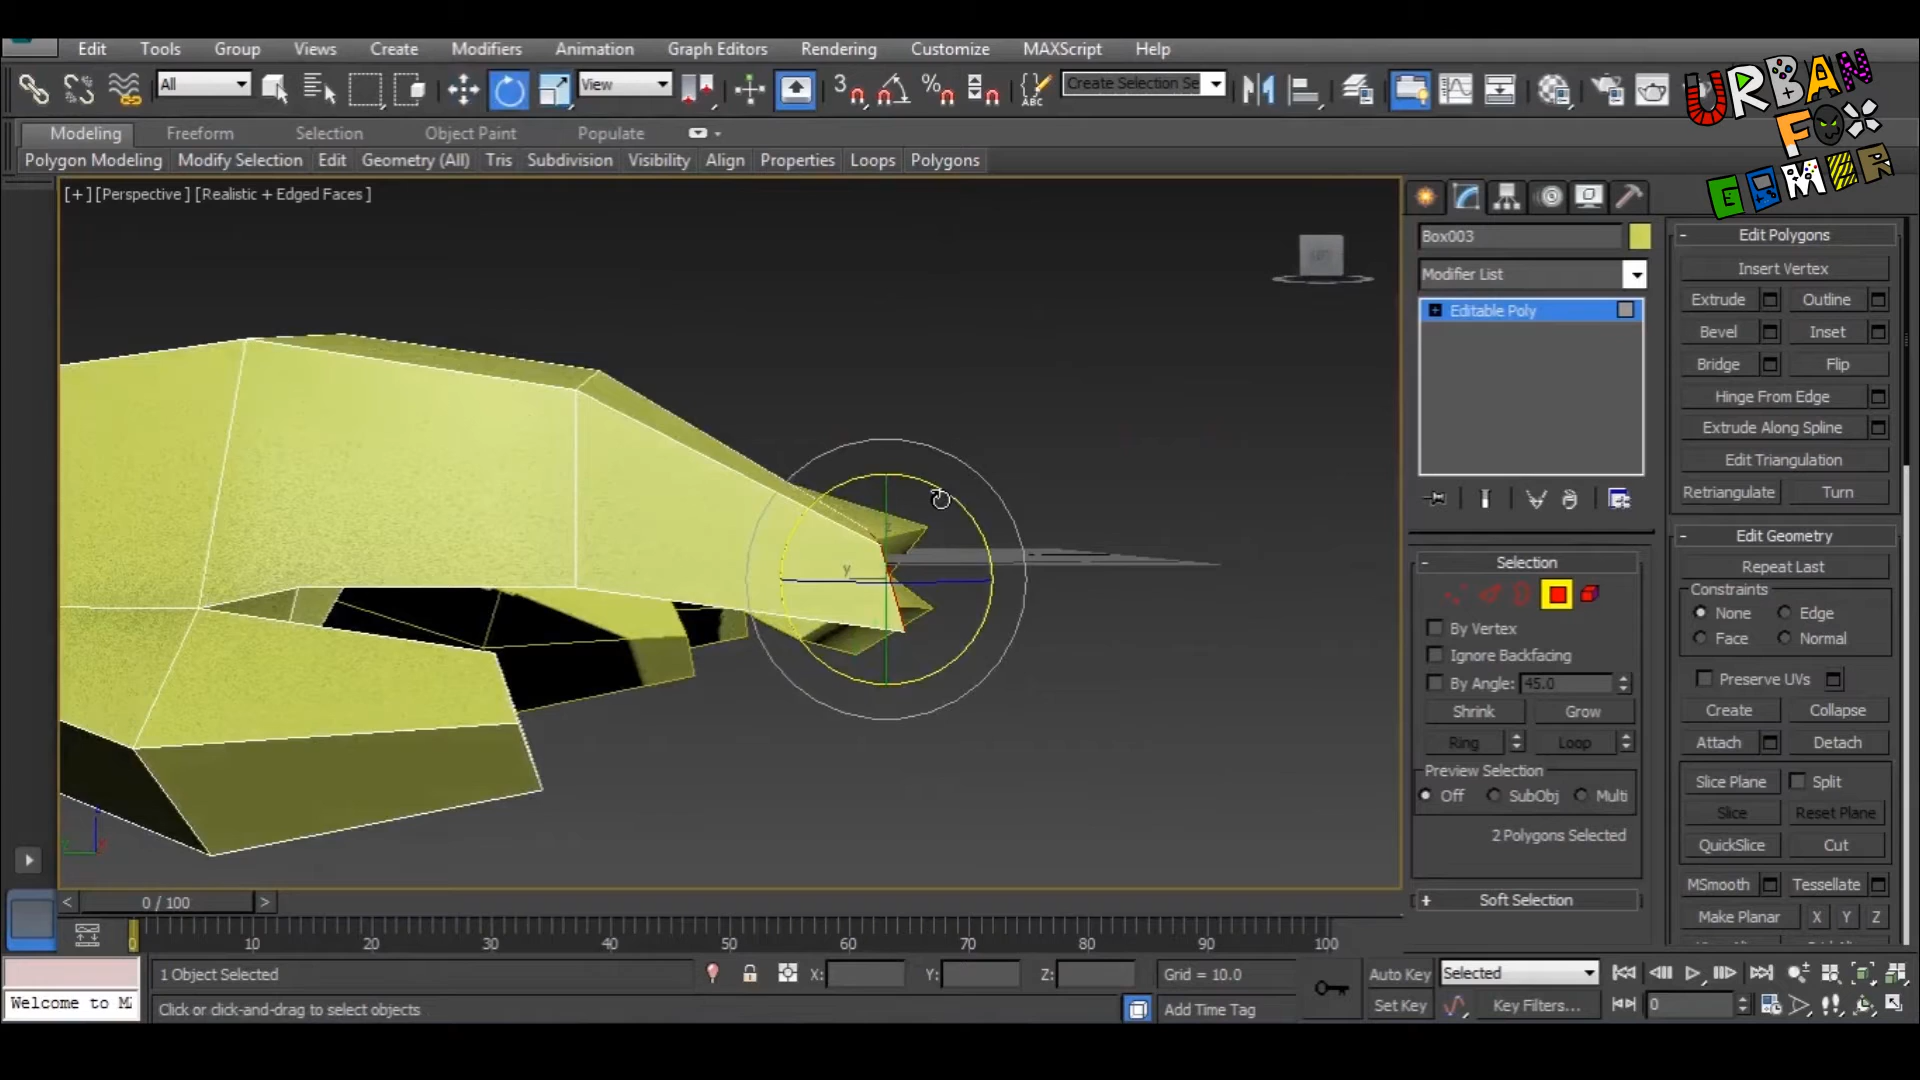 Edit Tools Group Views Create Modifiers Animation Graph Editors Rendering Customize MAXScript Help
All View 3 % ABC Create Selection Se
URBAN FOX GEMER
Modeling Freeform Selection Object Paint Populate
Polygon Modeling Modify Selection Edit Geometry (All) Tris Subdivision Visibility Align Properties Loops Polygons
[+] [Perspective] [Realistic + Edged Faces]
Box003
Modifier List
Editable Poly
Selection
By Vertex
Ignore Backfacing
By Angle: 45.0
Shrink Grow
Ring Loop
Preview Selection
Off SubObj Multi
2 Polygons Selected
+ Soft Selection
- Edit Polygons
Insert Vertex
Extrude Outline
Bevel Inset
Bridge Flip
Hinge From Edge
Extrude Along Spline
Edit Triangulation
Retriangulate Turn
- Edit Geometry
Repeat Last
Constraints
None Edge
Face Normal
Preserve UVs
Create Collapse
Attach Detach
Slice Plane Split
Slice Reset Plane
QuickSlice Cut
MSmooth Tessellate
Make Planar X Y Z
z
y
< 0 / 100 >
0 10 20 30 40 50 60 70 80 90 100
1 Object Selected X: Y: Z: Grid = 10.0 Auto Key Selected
Welcome to M
Click or click-and-drag to select objects Add Time Tag Set Key Key Filters... 0